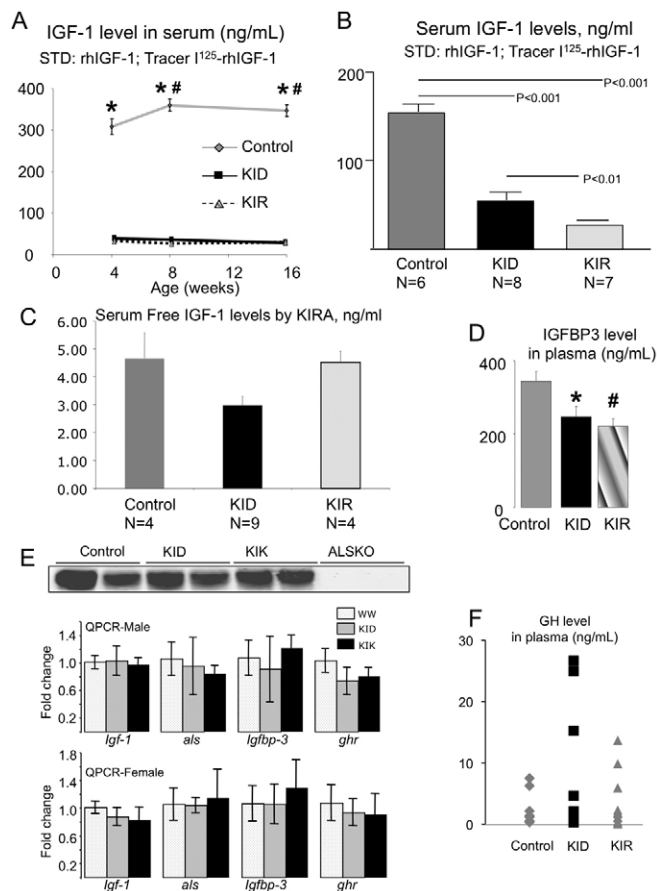 A
IGF-1 level in serum (ng/mL)
STD: rhIGF-1; Tracer I¹²⁵-rhIGF-1
400
300
200
100
0
*
* #
* #
Control
KID
KIR
0
4
8
12
16
Age (weeks)
B
Serum IGF-1 levels, ng/ml
STD: rhIGF-1; Tracer I¹²⁵-rhIGF-1
200
100
P<0.001
P<0.001
P<0.01
Control
KID
KIR
N=6
N=8
N=7
C
Serum Free IGF-1 levels by KIRA, ng/ml
6.00
5.00
4.00
3.00
2.00
1.00
0.00
Control
KID
KIR
N=4
N=9
N=4
D
IGFBP3 level
in plasma (ng/mL)
400
200
0
*
#
Control
KID
KIR
E
Control
KID
KIK
ALSKO
QPCR-Male
WW
KID
KIK
Fold change
1.4
1.0
0.6
0.2
Igf-1
als
Igfbp-3
ghr
QPCR-Female
Fold change
1.8
1.4
1.0
0.6
0.2
Igf-1
als
Igfbp-3
ghr
F
GH level
in plasma (ng/mL)
30
20
10
0
Control
KID
KIR